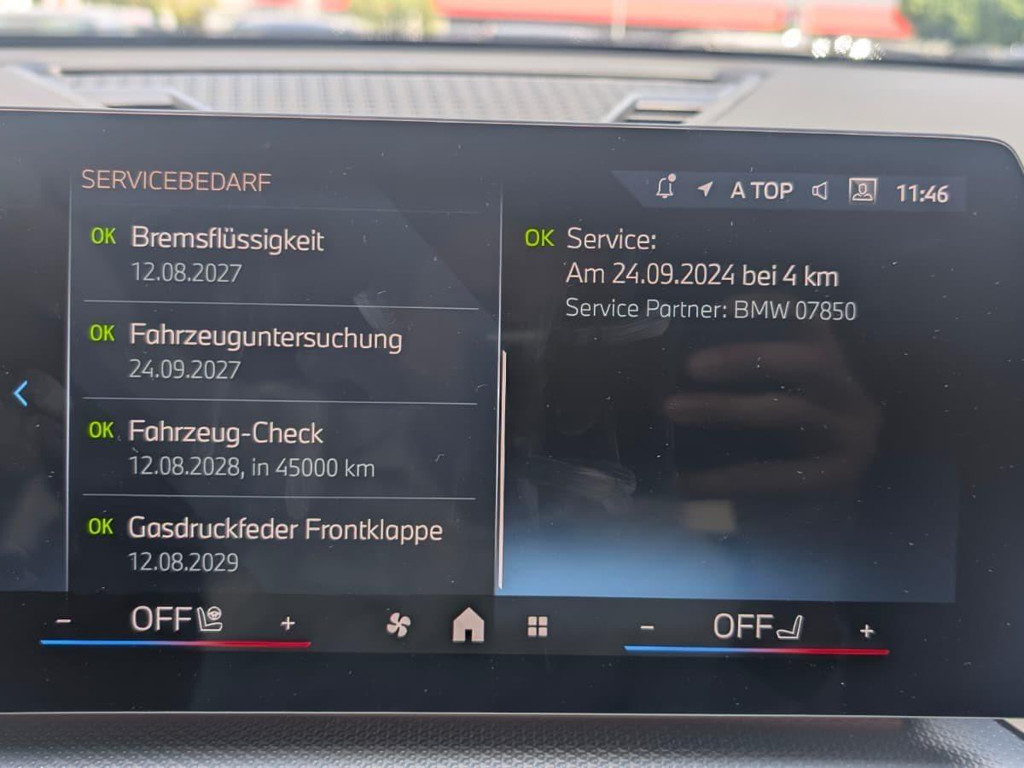 SERVICEBEDARF
A TOP 11:46
OK Bremsflüssigkeit
12.08.2027
OK Fahrzeuguntersuchung
24.09.2027
OK Fahrzeug-Check
12.08.2028, in 45000 km
OK Gasdruckfeder Frontklappe
12.08.2029
OK Service:
Am 24.09.2024 bei 4 km
Service Partner: BMW 07850
- OFF +
- OFF +